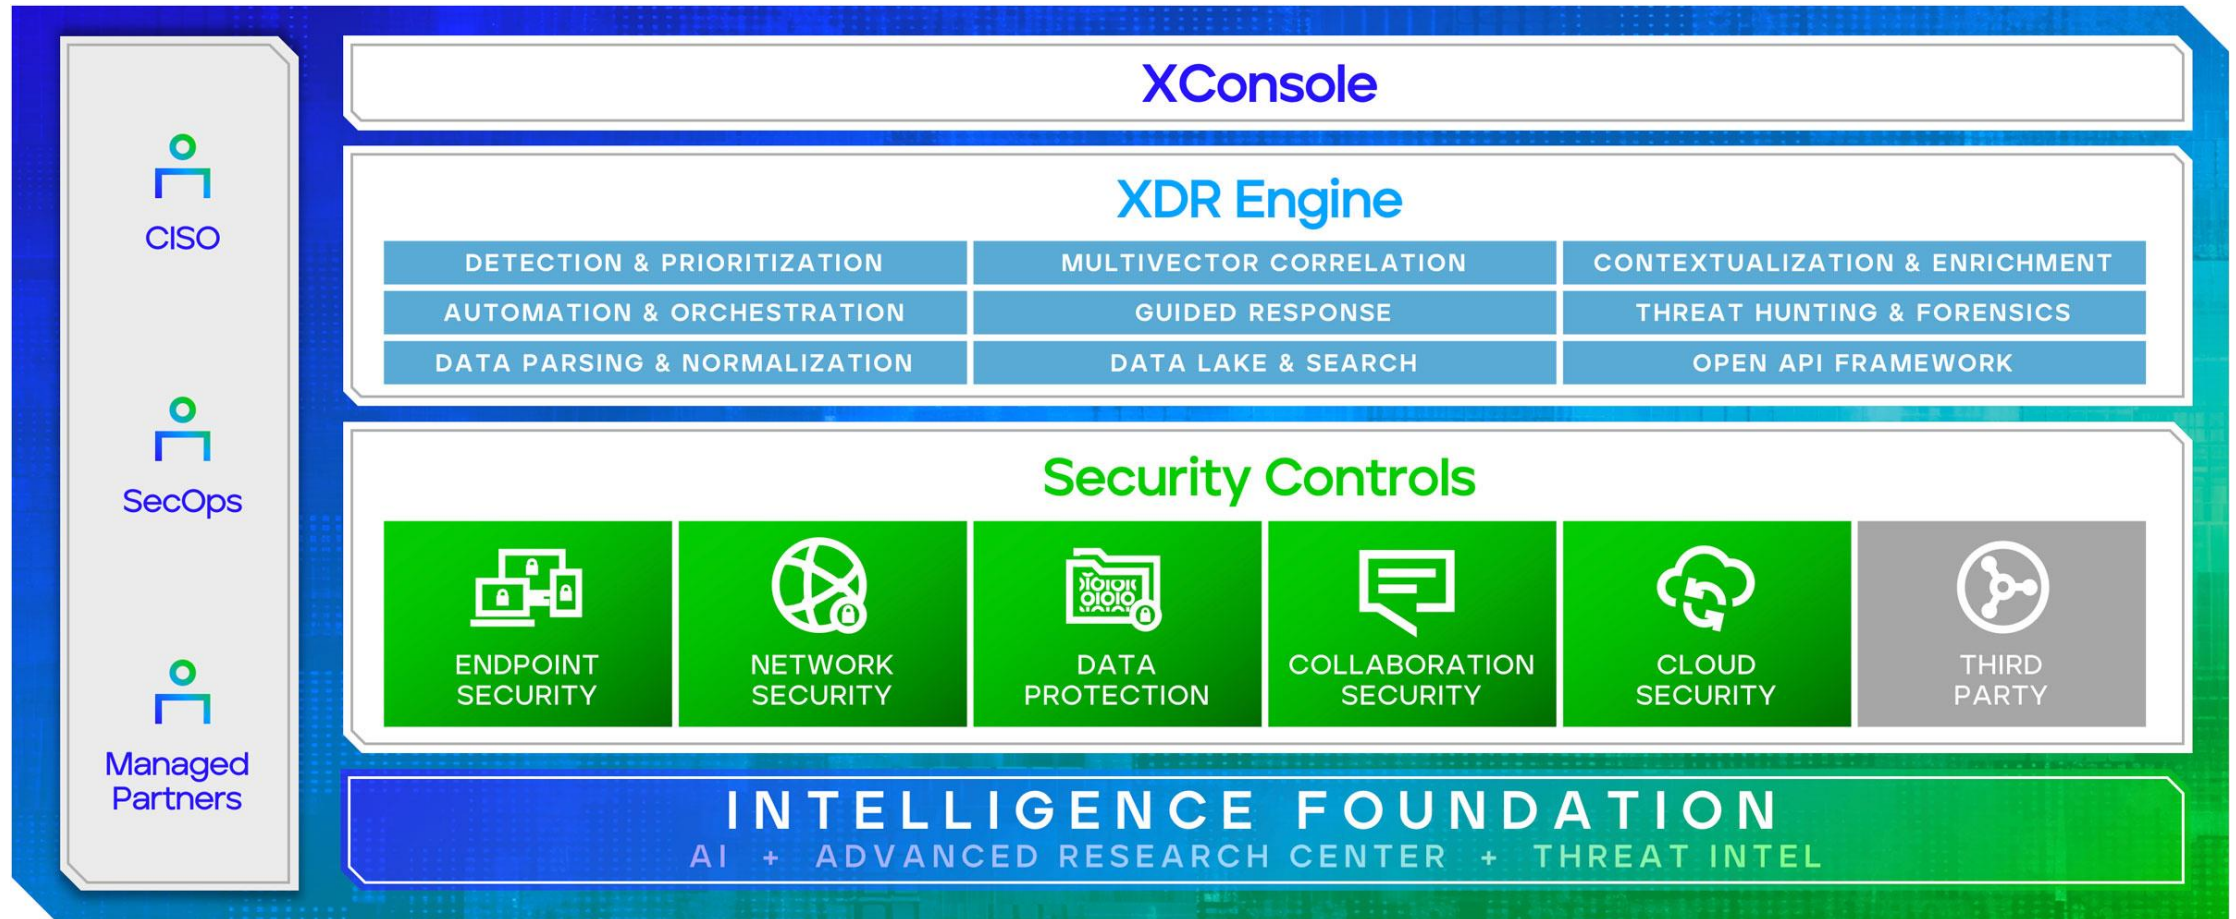 CISO
SecOps
Managed
Partners
XConsole
XDR Engine
DETECTION & PRIORITIZATION
MULTIVECTOR CORRELATION
CONTEXTUALIZATION & ENRICHMENT
AUTOMATION & ORCHESTRATION
GUIDED RESPONSE
THREAT HUNTING & FORENSICS
DATA PARSING & NORMALIZATION
DATA LAKE & SEARCH
OPEN API FRAMEWORK
Security Controls
ENDPOINT
SECURITY
NETWORK
SECURITY
DATA
PROTECTION
COLLABORATION
SECURITY
CLOUD
SECURITY
THIRD
PARTY
INTELLIGENCE FOUNDATION
AI + ADVANCED RESEARCH CENTER + THREAT INTEL